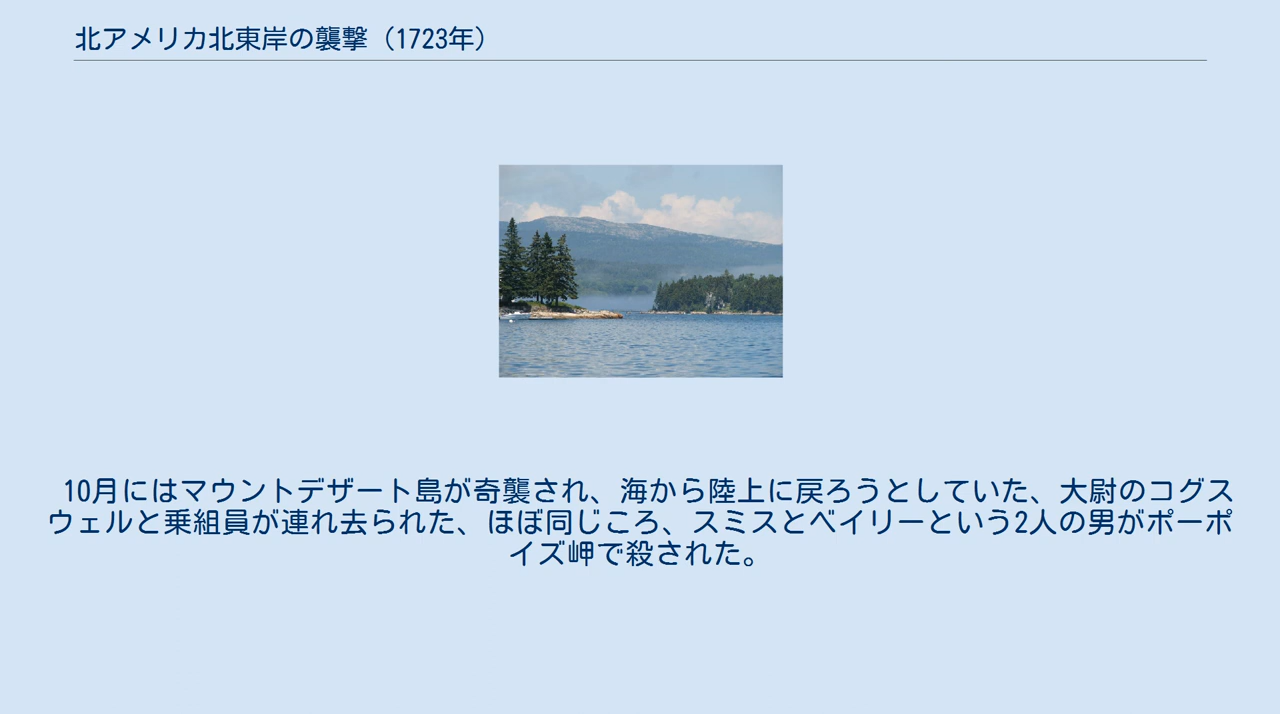 北アメリカ北東岸の襲撃（1723年）
10月にはマウントデザート島が奇襲され、海から陸上に戻ろうとしていた、大尉のコグス
ウェルと乗組員が連れ去られた、ほぼ同じころ、スミスとベイリーという2人の男がポーポ
イズ岬で殺された。